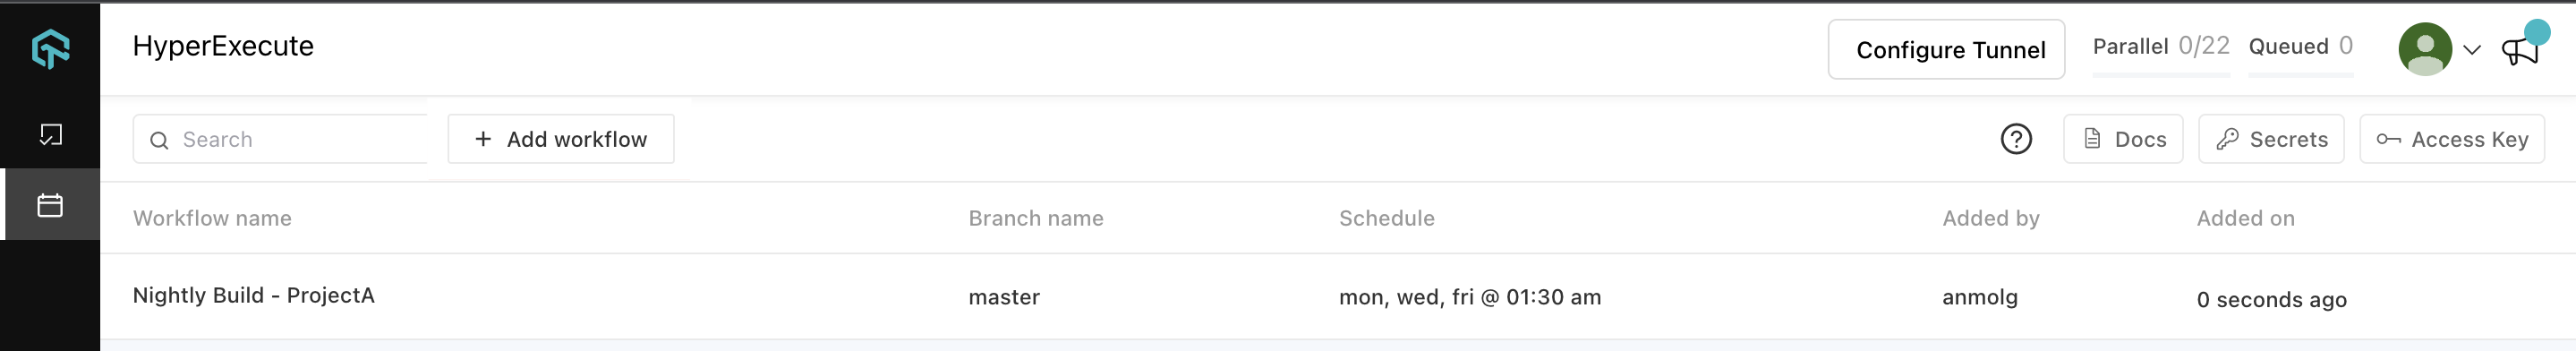 HyperExecute Configure Tunnel Parallel 0/22 Queued 0
Search + Add workflow Docs Secrets Access Key
Workflow name Branch name Schedule Added by Added on
Nightly Build - ProjectA master mon, wed, fri @ 01:30 am anmolg 0 seconds ago